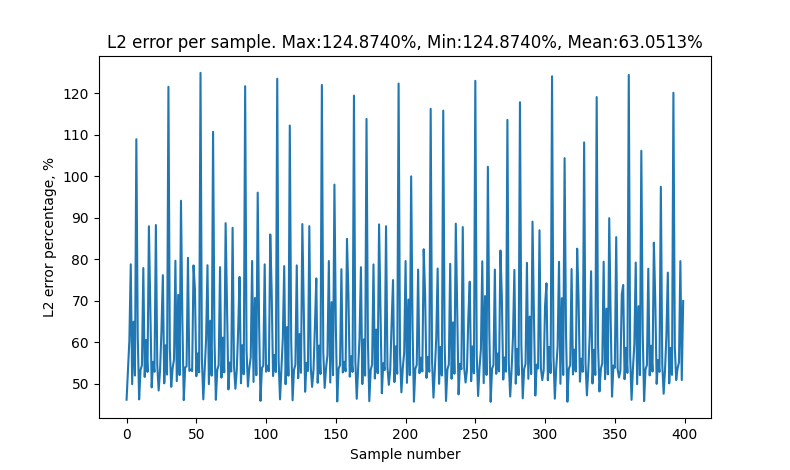 L2 error per sample. Max:124.8740%, Min:124.8740%, Mean:63.0513%
120
110
100
90
80
70
60
50
L2 error percentage, %
0 50 100 150 200 250 300 350 400
Sample number